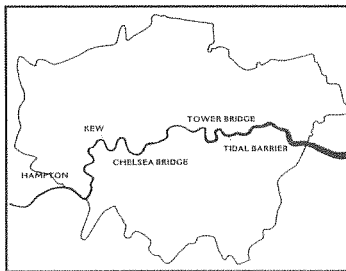 TOWER BRIDGE
KEW
TIDAL BARRIER
CHELSEA BRIDGE
HAMPTON